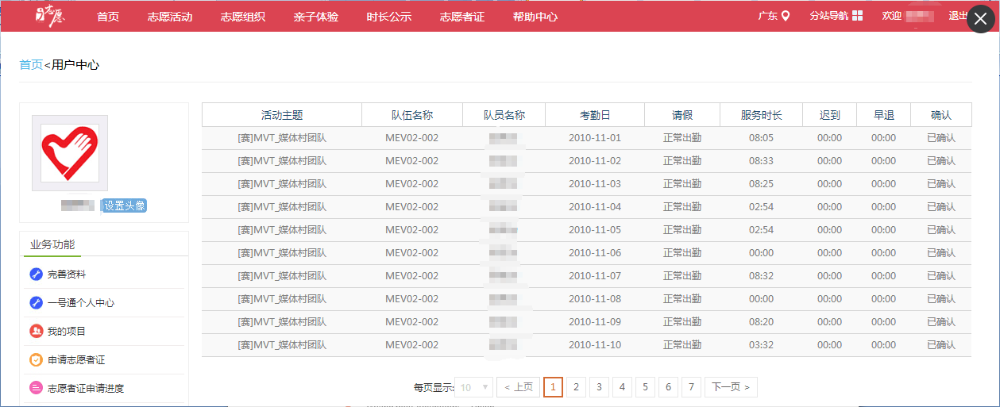 志愿 首页 志愿活动 志愿组织 亲子体验 时长公示 志愿者证 帮助中心 广东 分站导航 欢迎 退出
首页<用户中心
设置头像
业务功能
完善资料
一号通个人中心
我的项目
申请志愿者证
志愿者证申请进度
活动主题 队伍名称 队员名称 考勤日 请假 服务时长 迟到 早退 确认
[赛]MVT_媒体村团队 MEV02-002 2010-11-01 正常出勤 08:05 00:00 00:00 已确认
[赛]MVT_媒体村团队 MEV02-002 2010-11-02 正常出勤 08:33 00:00 00:00 已确认
[赛]MVT_媒体村团队 MEV02-002 2010-11-03 正常出勤 08:25 00:00 00:00 已确认
[赛]MVT_媒体村团队 MEV02-002 2010-11-04 正常出勤 02:54 00:00 00:00 已确认
[赛]MVT_媒体村团队 MEV02-002 2010-11-05 正常出勤 02:54 00:00 00:00 已确认
[赛]MVT_媒体村团队 MEV02-002 2010-11-06 正常出勤 00:00 00:00 00:00 已确认
[赛]MVT_媒体村团队 MEV02-002 2010-11-07 正常出勤 08:32 00:00 00:00 已确认
[赛]MVT_媒体村团队 MEV02-002 2010-11-08 正常出勤 00:00 00:00 00:00 已确认
[赛]MVT_媒体村团队 MEV02-002 2010-11-09 正常出勤 08:20 00:00 00:00 已确认
[赛]MVT_媒体村团队 MEV02-002 2010-11-10 正常出勤 03:32 00:00 00:00 已确认
每页显示: 10 < 上页 1 2 3 4 5 6 7 下一页 >